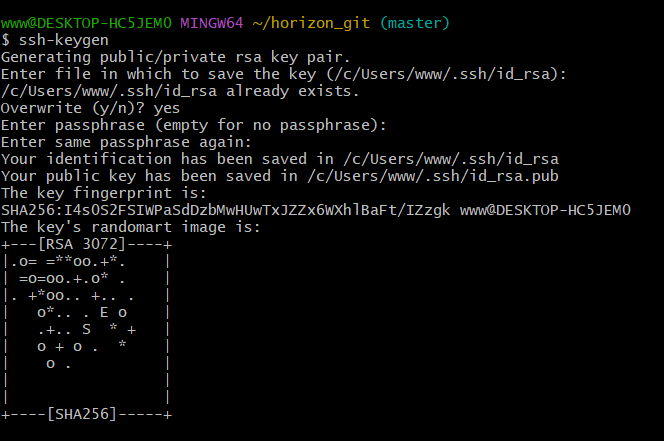 www@DESKTOP-HC5JEMO MINGW64 ~/horizon_git (master)
$ ssh-keygen
Generating public/private rsa key pair.
Enter file in which to save the key (/c/Users/www/.ssh/id_rsa):
/c/Users/www/.ssh/id_rsa already exists.
Overwrite (y/n)? yes
Enter passphrase (empty for no passphrase):
Enter same passphrase again:
Your identification has been saved in /c/Users/www/.ssh/id_rsa
Your public key has been saved in /c/Users/www/.ssh/id_rsa.pub
The key fingerprint is:
SHA256:I4sOS2FSIWPaSdDzbMwHUwTxJZZx6WXhlBaFt/IZzgk www@DESKTOP-HC5JEMO
The key's randomart image is:
+---[RSA 3072]----+
|.o= =**oo.+*.    |
| =o=oo.+.o* .    |
|. +*oo.. +.. .   |
|   o*.. . E o    |
|   .+.. S  * +   |
|   o + o .  *    |
|    o .          |
|                 |
|                 |
+----[SHA256]-----+